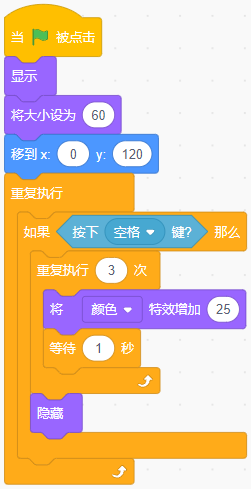 当 被点击
显示
将大小设为 60
移到 x: 0 y: 120
重复执行
如果 按下 空格 键? 那么
重复执行 3 次
将 颜色 特效增加 25
等待 1 秒
隐藏